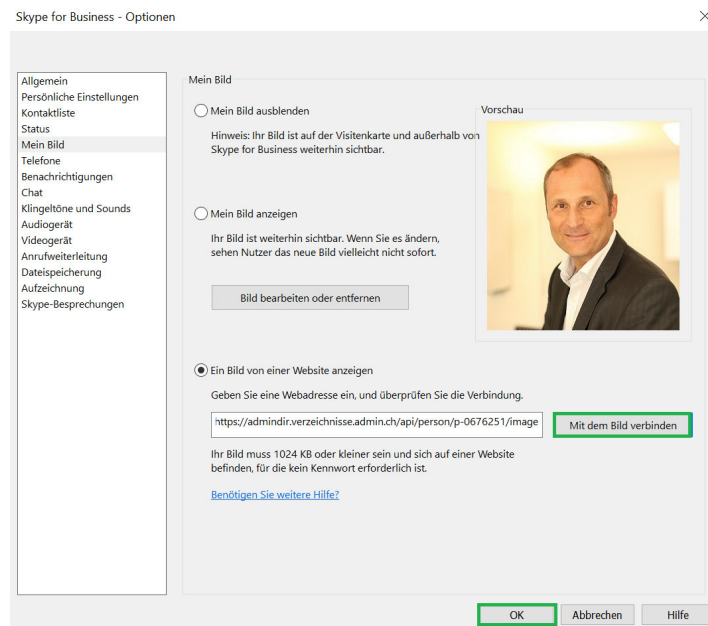 Skype for Business - Optionen
Allgemein
Persönliche Einstellungen
Kontaktliste
Status
Mein Bild
Telefone
Benachrichtigungen
Chat
Klingeltöne und Sounds
Audiogerät
Videogerät
Anrufweiterleitung
Dateispeicherung
Aufzeichnung
Skype-Besprechungen
Mein Bild
Mein Bild ausblenden
Hinweis: Ihr Bild ist auf der Visitenkarte und außerhalb von
Skype for Business weiterhin sichtbar.
Vorschau
Mein Bild anzeigen
Ihr Bild ist weiterhin sichtbar. Wenn Sie es ändern,
sehen Nutzer das neue Bild vielleicht nicht sofort.
Bild bearbeiten oder entfernen
Ein Bild von einer Website anzeigen
Geben Sie eine Webadresse ein, und überprüfen Sie die Verbindung.
https://admindir.verzeichnisse.admin.ch/api/person/p-0676251/image
Mit dem Bild verbinden
Ihr Bild muss 1024 KB oder kleiner sein und sich auf einer Website
befinden, für die kein Kennwort erforderlich ist.
Benötigen Sie weitere Hilfe?
OK
Abbrechen
Hilfe